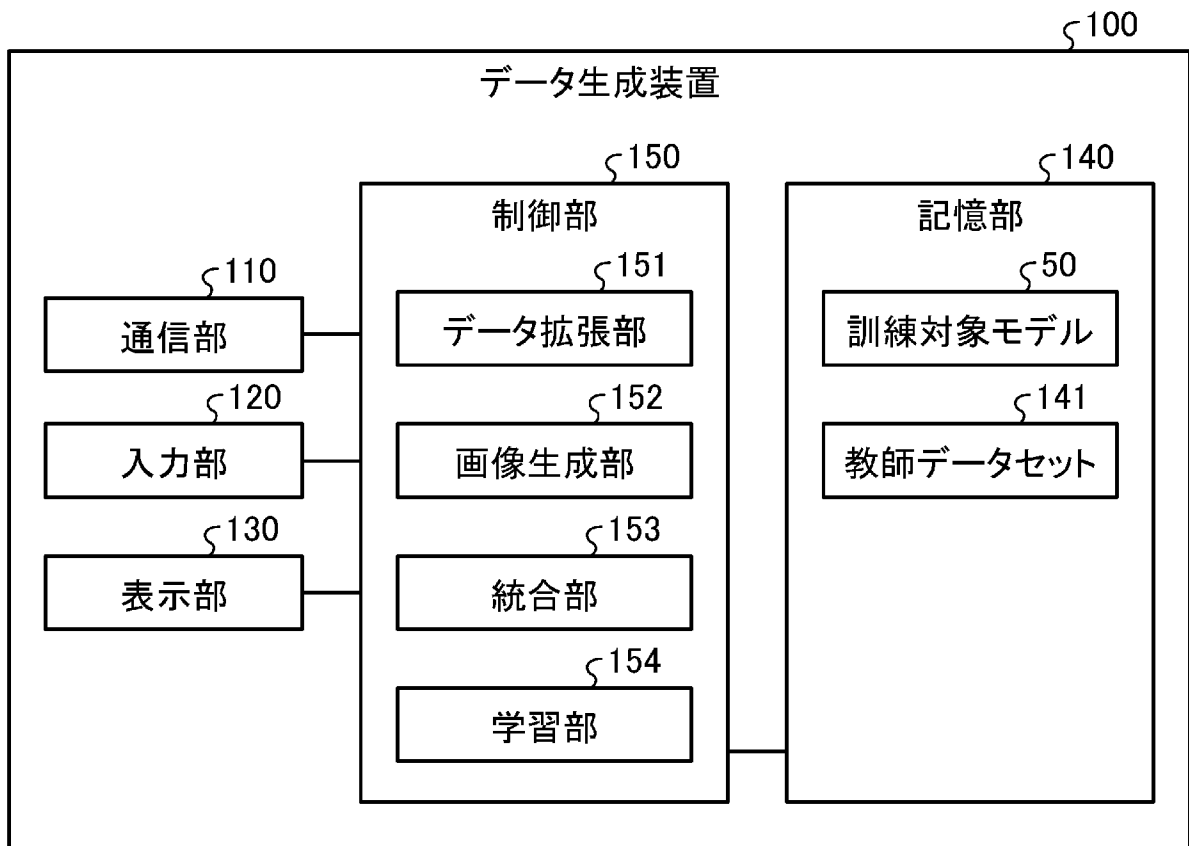 100
データ生成装置
150
制御部
140
記憶部
110
通信部
120
入力部
130
表示部
151
データ拡張部
152
画像生成部
153
統合部
154
学習部
50
訓練対象モデル
141
教師データセット